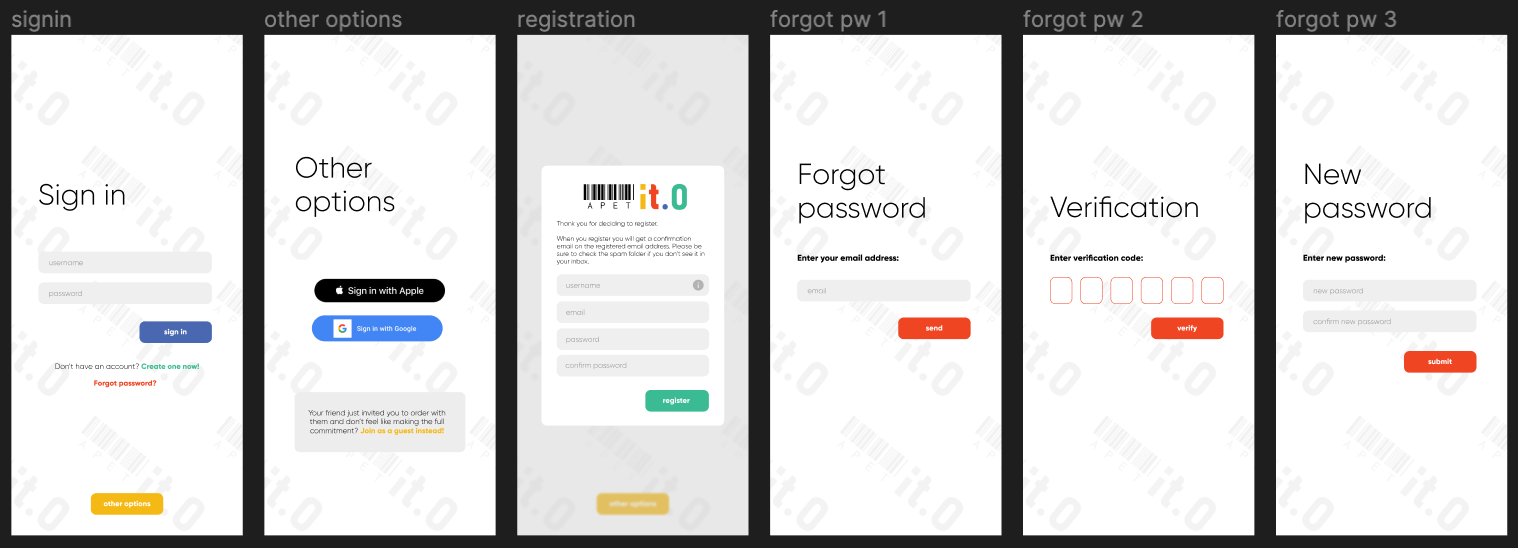 signin
other options
registration
forgot pw 1
forgot pw 2
forgot pw 3
Sign in
username
password
sign in
Don't have an account? Create one now!
Forgot password?
other options
Other
options
Sign in with Apple
Sign in with Google
Your friend just invited you to order with
them and don't feel like making the full
commitment? Join as a guest instead!
APET it.0
Thank you for deciding to register.
When you register you will get a confirmation
email on the registered email address. Please be
sure to check the spam folder if you don't see it in
your inbox.
username
email
password
confirm password
register
other options
Forgot
password
Enter your email address:
email
send
Verification
Enter verification code:
verify
New
password
Enter new password:
new password
confirm new password
submit